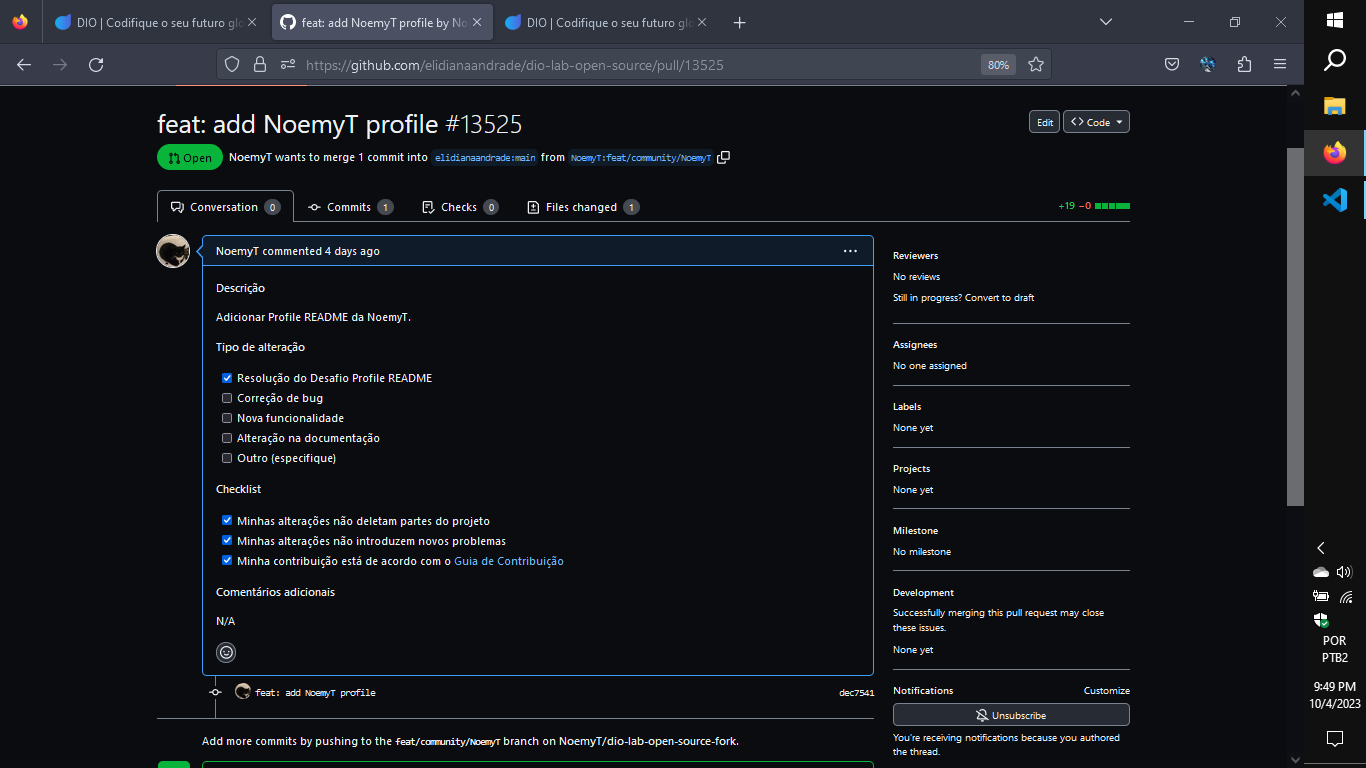 DIO | Codifique o seu futuro glo
feat: add NoemyT profile by No
DIO | Codifique o seu futuro glo
https://github.com/elidianaandrade/dio-lab-open-source/pull/13525
80%
feat: add NoemyT profile #13525
Edit
Code
Open
NoemyT wants to merge 1 commit into elidianaandrade:main from NoemyT:feat/community/NoemyT
Conversation 0
Commits 1
Checks 0
Files changed 1
+19 −0
NoemyT commented 4 days ago
Descrição
Adicionar Profile README da NoemyT.
Tipo de alteração
Resolução do Desafio Profile README
Correção de bug
Nova funcionalidade
Alteração na documentação
Outro (especifique)
Checklist
Minhas alterações não deletam partes do projeto
Minhas alterações não introduzem novos problemas
Minha contribuição está de acordo com o Guia de Contribuição
Comentários adicionais
N/A
feat: add NoemyT profile
dec7541
Add more commits by pushing to the feat/community/NoemyT branch on NoemyT/dio-lab-open-source-fork.
Reviewers
No reviews
Still in progress? Convert to draft
Assignees
No one assigned
Labels
None yet
Projects
None yet
Milestone
No milestone
Development
Successfully merging this pull request may close
these issues.
None yet
Notifications
Customize
Unsubscribe
You're receiving notifications because you authored
the thread.
POR
PTB2
9:49 PM
10/4/2023